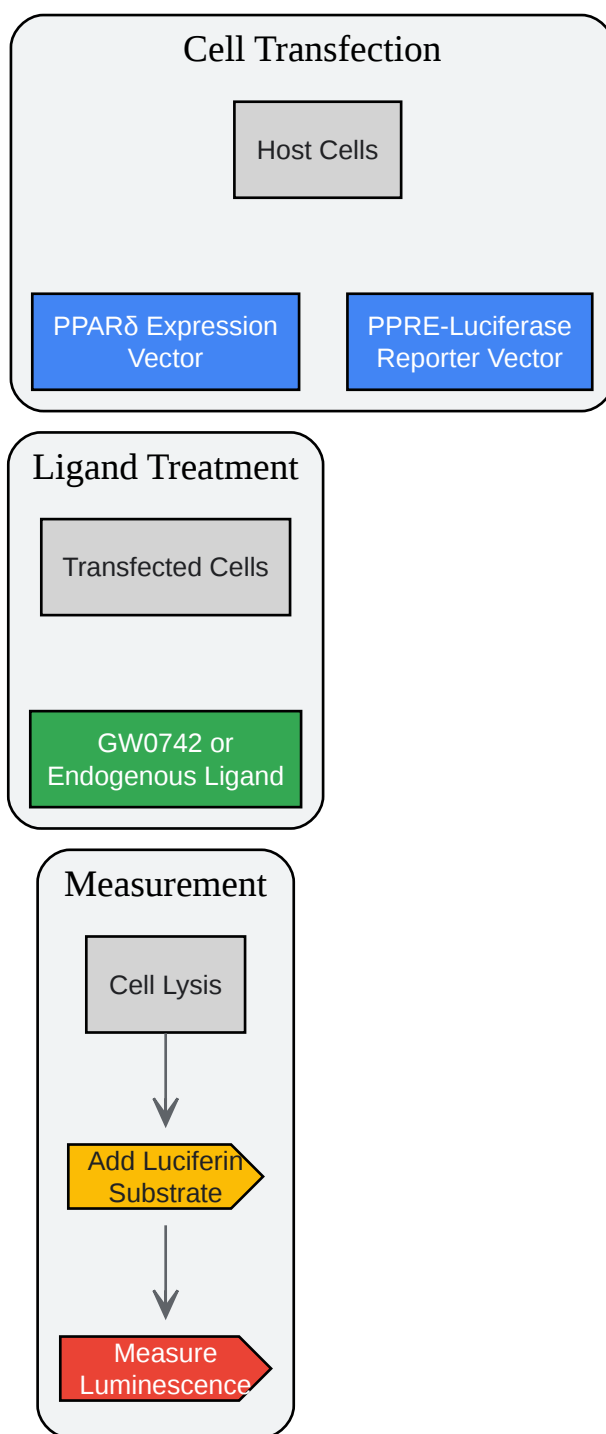 Cell Transfection
Host Cells
PPARδ Expression
Vector
PPRE-Luciferase
Reporter Vector
Ligand Treatment
Transfected Cells
GW0742 or
Endogenous Ligand
Measurement
Cell Lysis
Add Luciferin
Substrate
Measure
Luminescence